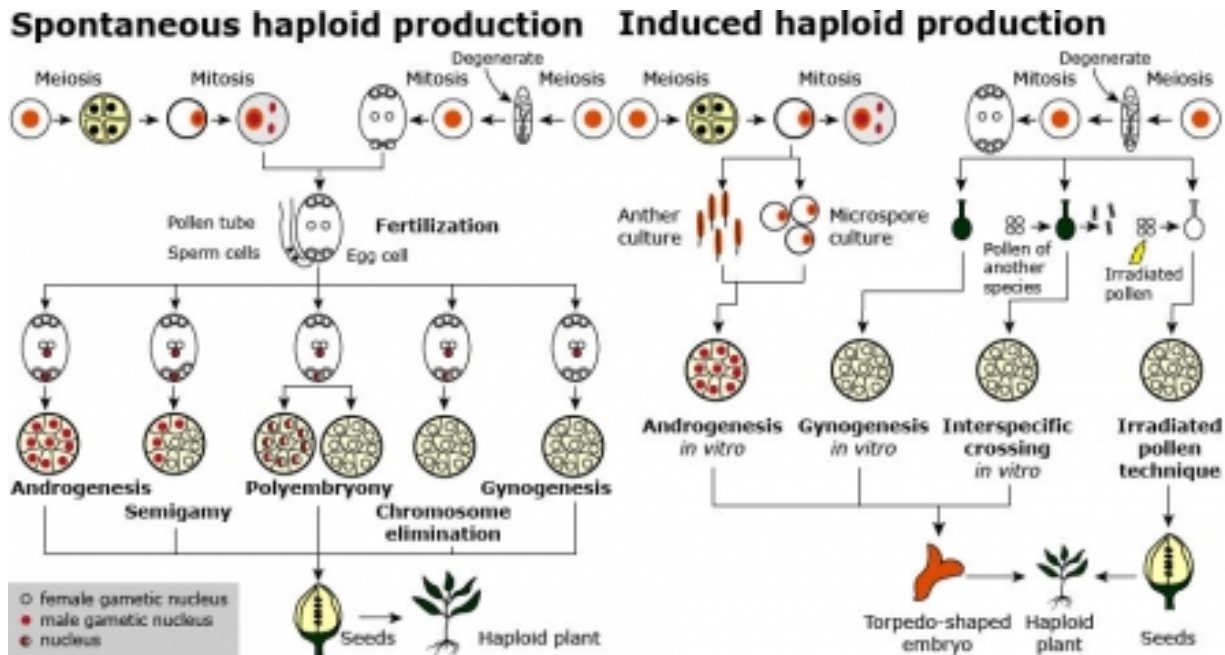 Spontaneous haploid production
Meiosis
Mitosis
Mitosis
Degenerate
Meiosis
Pollen tube
Sperm cells
Fertilization
Egg cell
Androgenesis
Semigamy
Polyembryony
Chromosome
elimination
Gynogenesis
female gametic nucleus
male gametic nucleus
nucleus
Seeds
Haploid plant
Induced haploid production
Meiosis
Mitosis
Mitosis
Degenerate
Meiosis
Anther
culture
Microspore
culture
Pollen of
another
species
Irradiated
pollen
Androgenesis
in vitro
Gynogenesis
in vitro
Interspecific
crossing
in vitro
Irradiated
pollen
technique
Torpedo-shaped
embryo
Haploid
plant
Seeds